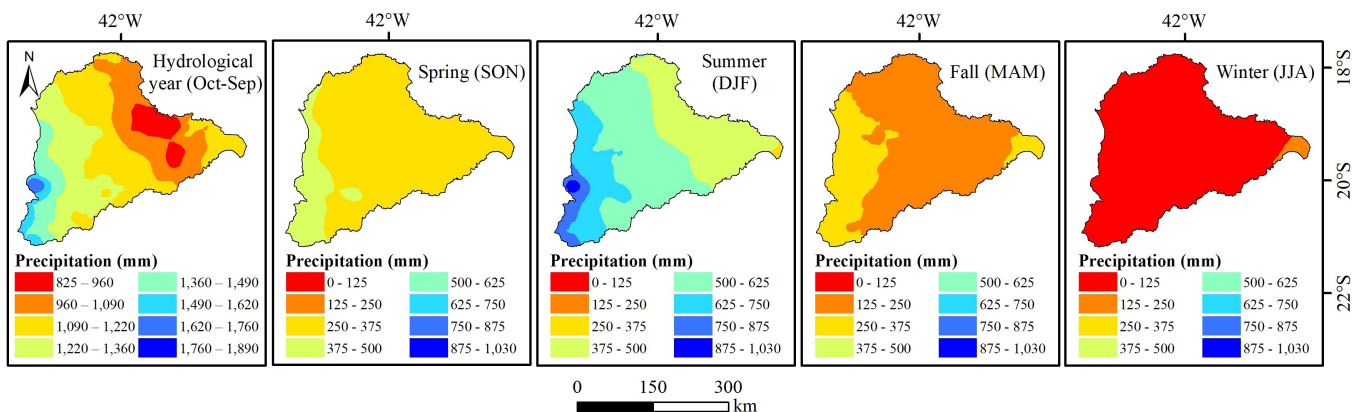 42°W
42°W
42°W
42°W
42°W
N
Hydrological
year (Oct-Sep)
Precipitation (mm)
825 – 960
960 – 1,090
1,090 – 1,220
1,220 – 1,360
1,360 – 1,490
1,490 – 1,620
1,620 – 1,760
1,760 – 1,890
Spring (SON)
Precipitation (mm)
0 - 125
125 - 250
250 - 375
375 - 500
500 - 625
625 - 750
750 - 875
875 - 1,030
Summer
(DJF)
Precipitation (mm)
0 - 125
125 - 250
250 - 375
375 - 500
500 - 625
625 - 750
750 - 875
875 - 1,030
Fall (MAM)
Precipitation (mm)
0 - 125
125 - 250
250 - 375
375 - 500
500 - 625
625 - 750
750 - 875
875 - 1,030
Winter (JJA)
Precipitation (mm)
0 - 125
125 - 250
250 - 375
375 - 500
500 - 625
625 - 750
750 - 875
875 - 1,030
18°S
20°S
22°S
0 150 300
km